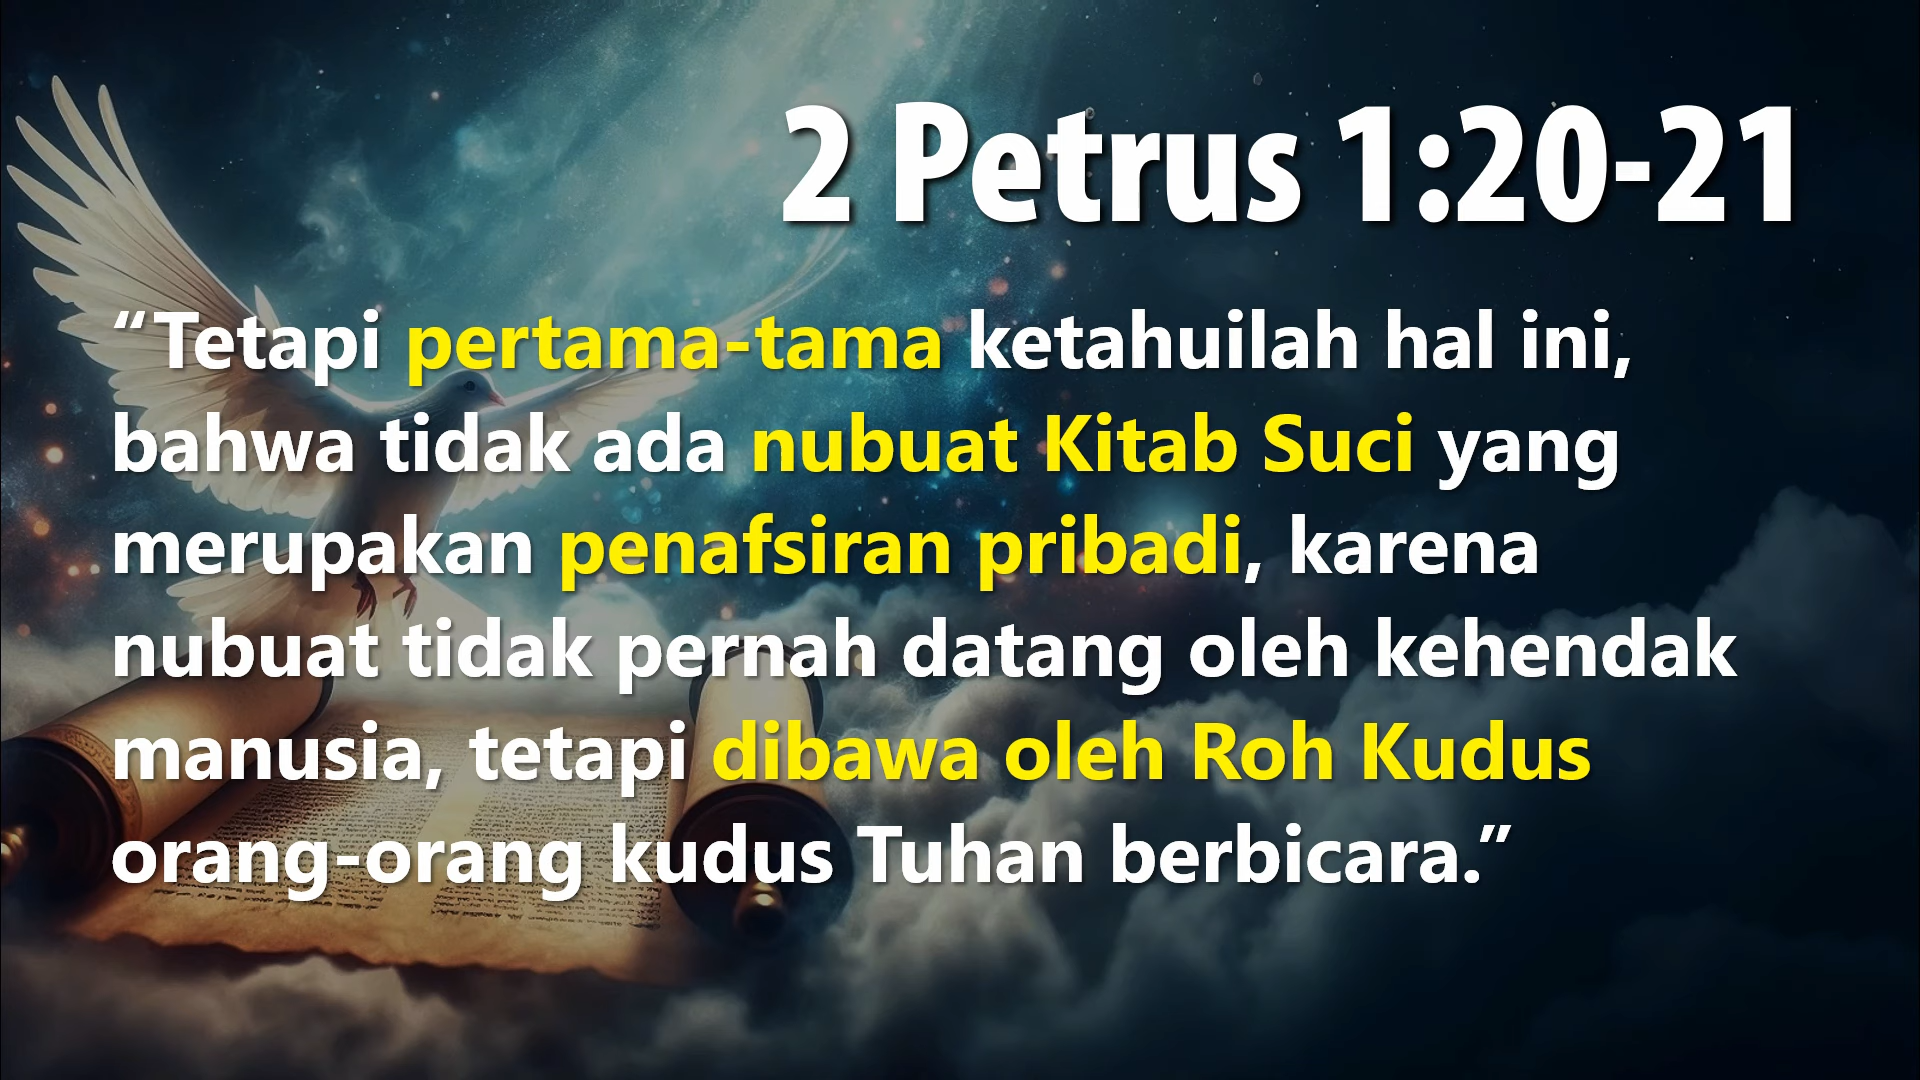 2 Petrus 1:20-21
“Tetapi pertama-tama ketahuilah hal ini,
bahwa tidak ada nubuat Kitab Suci yang
merupakan penafsiran pribadi, karena
nubuat tidak pernah datang oleh kehendak
manusia, tetapi dibawa oleh Roh Kudus
orang-orang kudus Tuhan berbicara.”